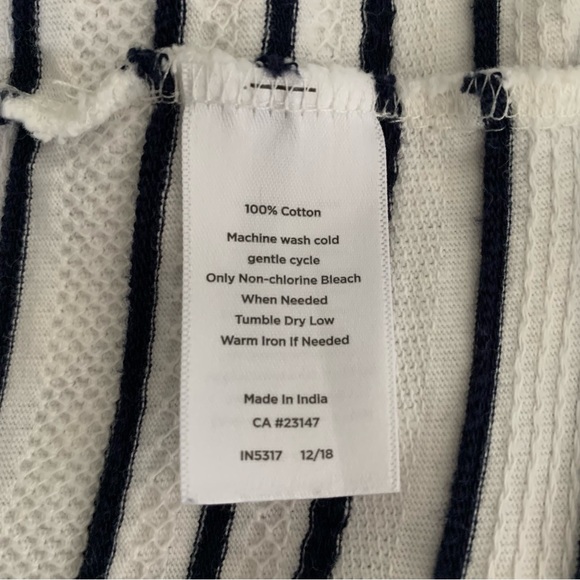 100% Cotton
Machine wash cold
gentle cycle
Only Non-chlorine Bleach
When Needed
Tumble Dry Low
Warm Iron If Needed
Made In India
CA #23147
IN5317 12/18